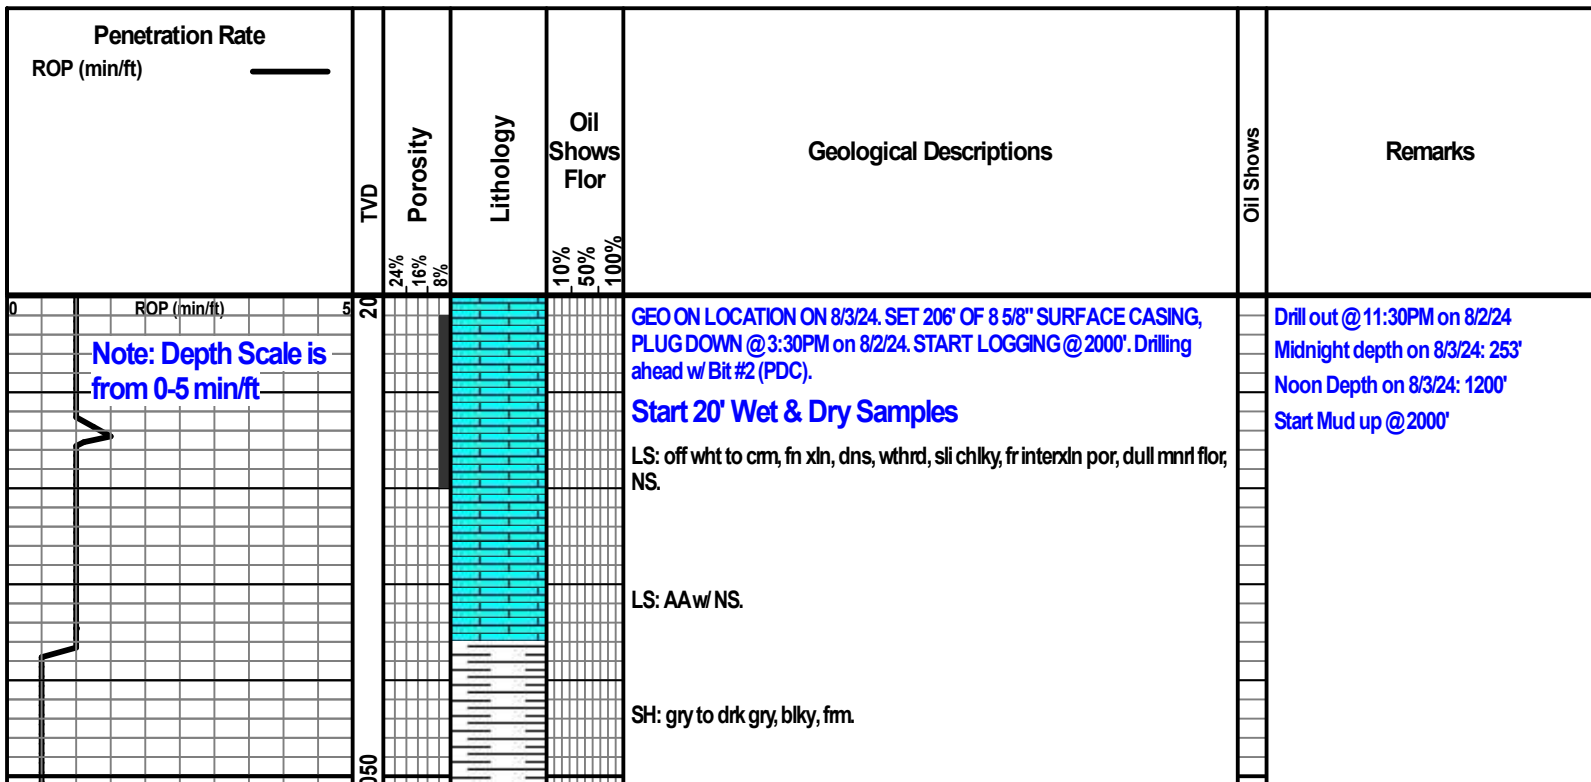 Penetration Rate
ROP (min/ft)
TVD
Porosity
24%
16%
8%
Lithology
Oil
Shows
Flor
10%
50%
100%
Geological Descriptions
Oil Shows
Remarks
0 ROP (min/ft) 5
20
Note: Depth Scale is
from 0-5 min/ft
GEO ON LOCATION ON 8/3/24. SET 206' OF 8 5/8" SURFACE CASING,
PLUG DOWN @ 3:30PM on 8/2/24. START LOGGING @ 2000'. Drilling
ahead w/ Bit #2 (PDC).
Start 20' Wet & Dry Samples
LS: off wht to crm, fn xln, dns, wthrd, sli chlky, fr interxln por, dull mnrl flor,
NS.
LS: AA w/ NS.
SH: gry to drk gry, blky, frm.
Drill out @ 11:30PM on 8/2/24
Midnight depth on 8/3/24: 253'
Noon Depth on 8/3/24: 1200'
Start Mud up @ 2000'
050